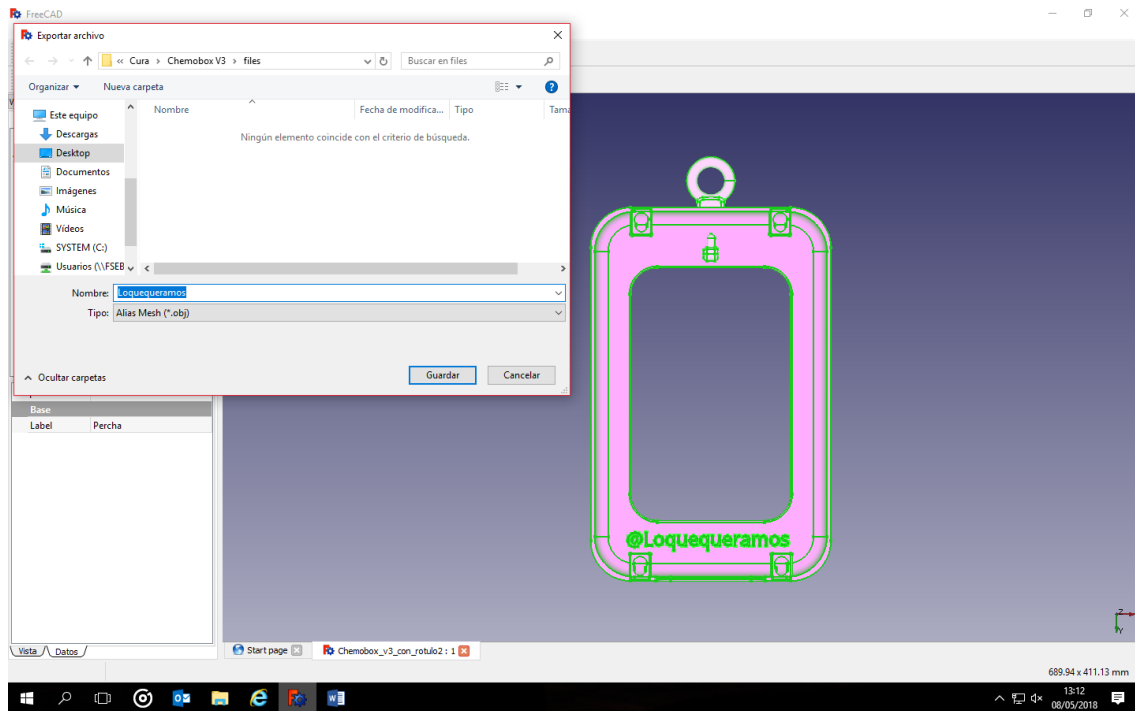 FreeCAD
Exportar archivo
« Cura > Chemobox V3 > files
Buscar en files
Organizar
Nueva carpeta
Nombre
Fecha de modifica...
Tipo
Tama
Este equipo
Descargas
Desktop
Documentos
Imágenes
Música
Vídeos
SYSTEM (C:)
Usuarios (\\FSEB
Ningún elemento coincide con el criterio de búsqueda.
Nombre: Loquequeramos
Tipo: Alias Mesh (*.obj)
Ocultar carpetas
Guardar
Cancelar
Base
Label Percha
@Loquequeramos
Z
Y
Vista
Datos
Start page
Chemobox_v3_con_rotulo2 : 1
689.94 x 411.13 mm
13:12
08/05/2018